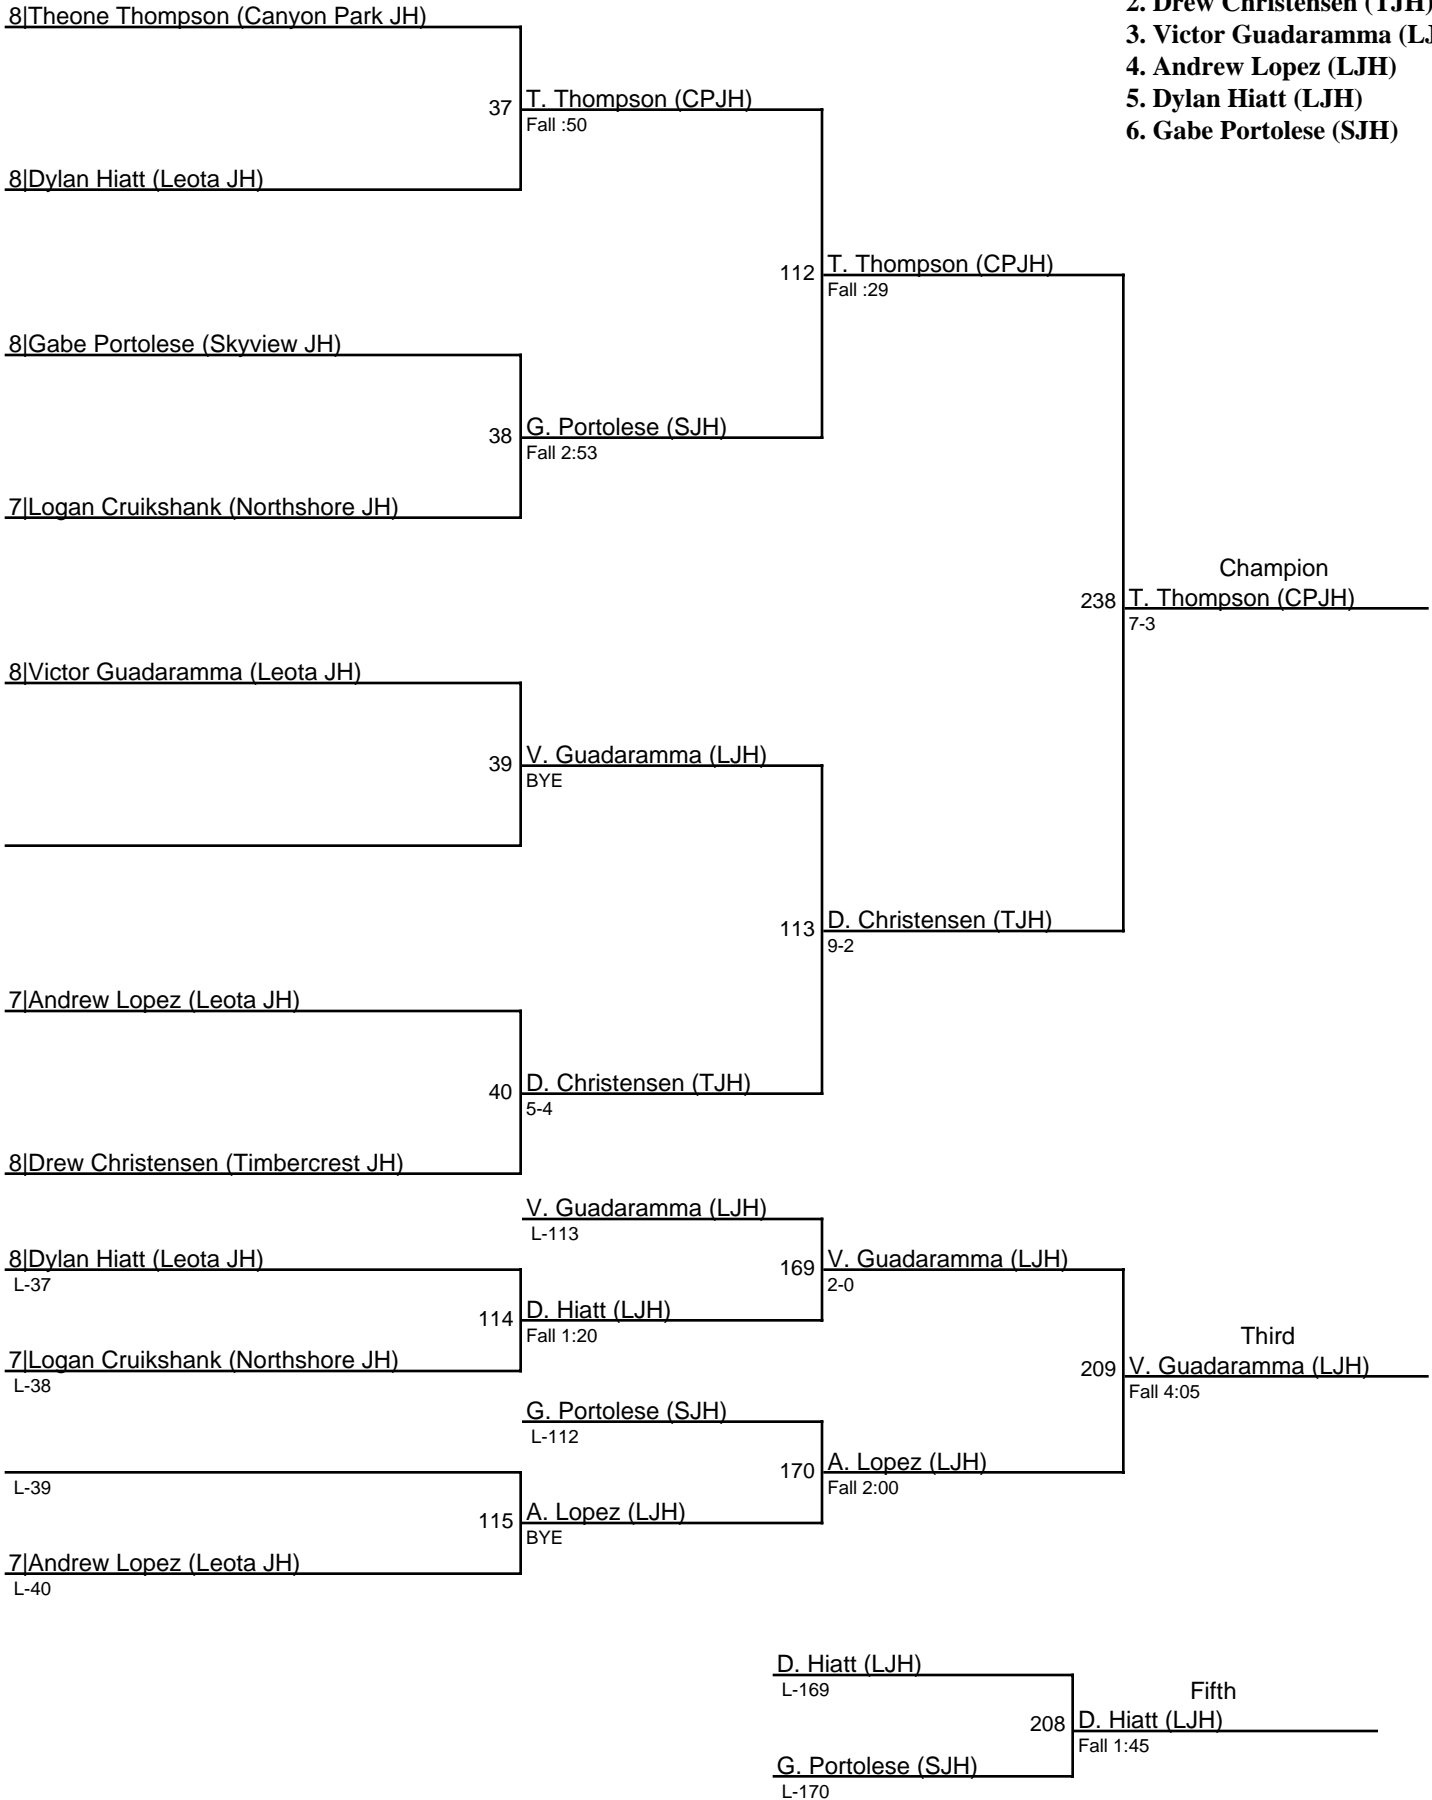 8|Theone Thompson (Canyon Park JH)
2. Drew Christensen (TJH)
3. Victor Guadaramma (LJ
4. Andrew Lopez (LJH)
5. Dylan Hiatt (LJH)
6. Gabe Portolese (SJH)
37 T. Thompson (CPJH)
Fall :50
8|Dylan Hiatt (Leota JH)
112 T. Thompson (CPJH)
Fall :29
8|Gabe Portolese (Skyview JH)
38 G. Portolese (SJH)
Fall 2:53
7|Logan Cruikshank (Northshore JH)
Champion
238 T. Thompson (CPJH)
7-3
8|Victor Guadaramma (Leota JH)
39 V. Guadaramma (LJH)
BYE
113 D. Christensen (TJH)
9-2
7|Andrew Lopez (Leota JH)
40 D. Christensen (TJH)
5-4
8|Drew Christensen (Timbercrest JH)
V. Guadaramma (LJH)
L-113
8|Dylan Hiatt (Leota JH)
L-37
169 V. Guadaramma (LJH)
2-0
114 D. Hiatt (LJH)
Fall 1:20
7|Logan Cruikshank (Northshore JH)
L-38
Third
209 V. Guadaramma (LJH)
Fall 4:05
G. Portolese (SJH)
L-112
170 A. Lopez (LJH)
Fall 2:00
L-39
115 A. Lopez (LJH)
BYE
7|Andrew Lopez (Leota JH)
L-40
D. Hiatt (LJH)
L-169
Fifth
208 D. Hiatt (LJH)
Fall 1:45
G. Portolese (SJH)
L-170